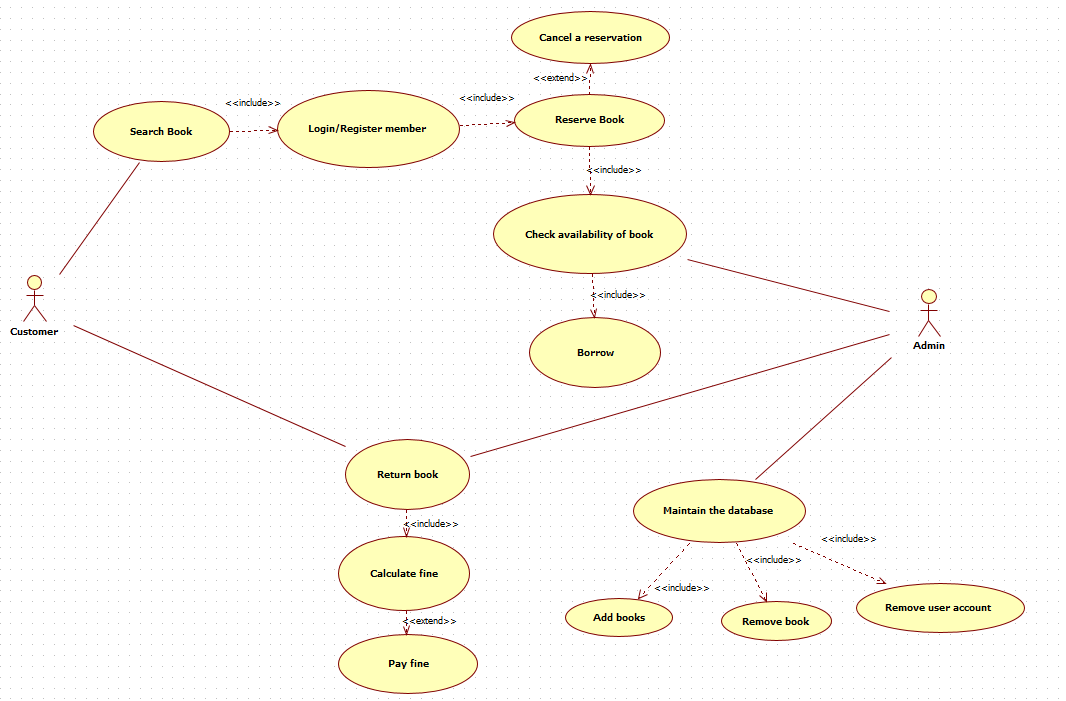 Cancel a reservation
<<extend>>
<<include>>
<<include>>
Search Book
Login/Register member
Reserve Book
<<include>>
Check availability of book
<<include>>
Customer
Admin
Borrow
Return book
Maintain the database
<<include>>
<<include>>
<<include>>
Calculate fine
<<include>>
Add books
Remove book
Remove user account
<<extend>>
Pay fine